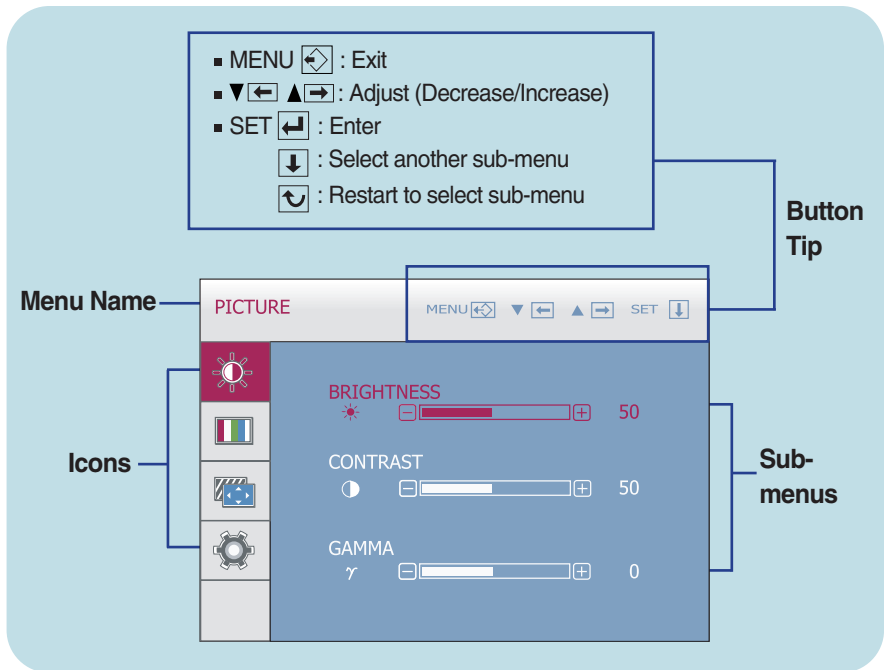 ■ MENU : Exit
■ ▼ ▲ : Adjust (Decrease/Increase)
■ SET : Enter
: Select another sub-menu
: Restart to select sub-menu
Button
Tip
Menu Name
PICTURE
MENU ▼ ▲ SET
BRIGHTNESS
50
Icons
CONTRAST
50
Sub-
menus
GAMMA
γ 0